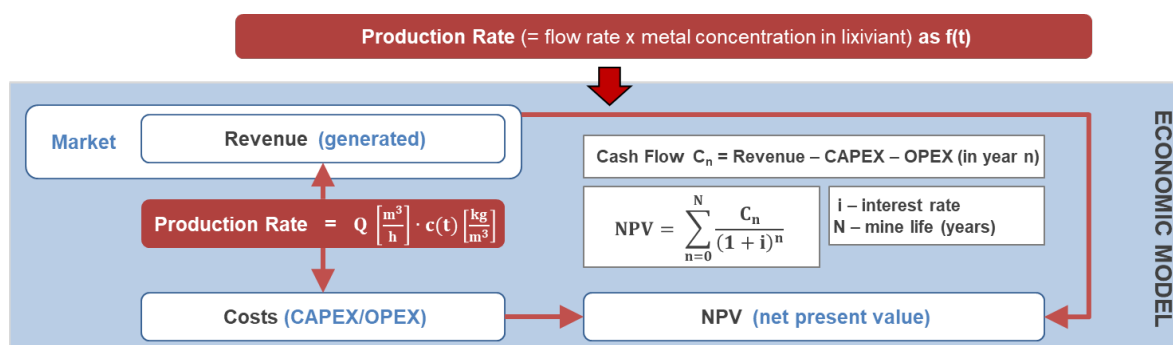 Production Rate (= flow rate x metal concentration in lixiviant) as f(t)
Market
Revenue (generated)
Production Rate = Q [m³/h] · c(t) [kg/m³]
Costs (CAPEX/OPEX)
Cash Flow Cₙ = Revenue – CAPEX – OPEX (in year n)
NPV = ∑ₙ₌₀ᴺ Cₙ/(1 + i)ⁿ
i – interest rate
N – mine life (years)
NPV (net present value)
ECONOMIC MODEL